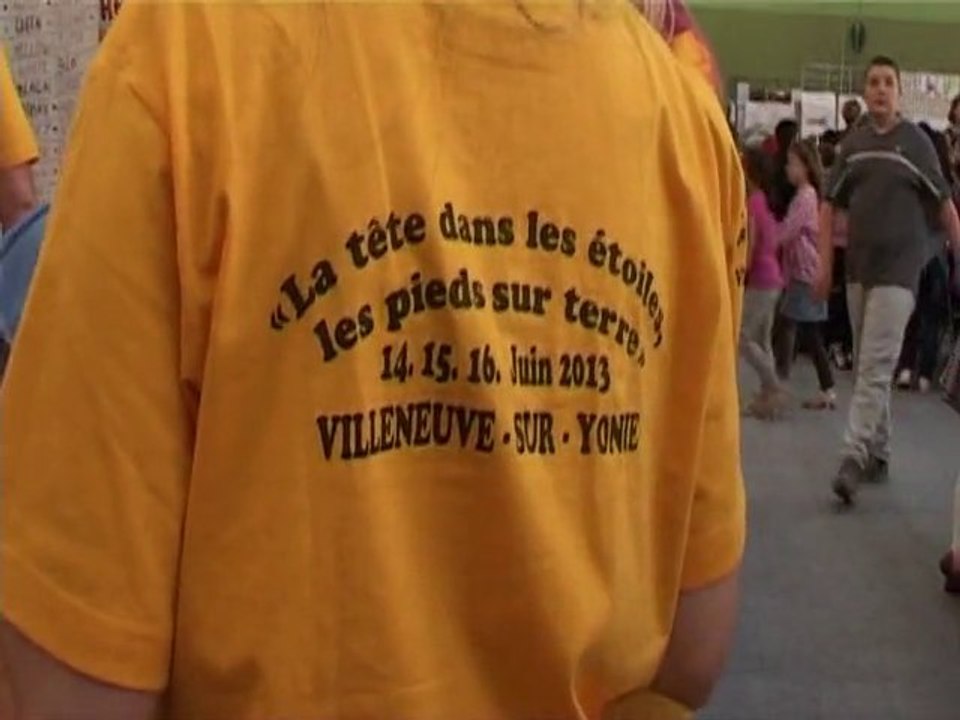 «La tête dans les étoiles,
les pieds sur terre»
14. 15. 16. Juin 2013
VILLENEUVE - SUR - YONNE